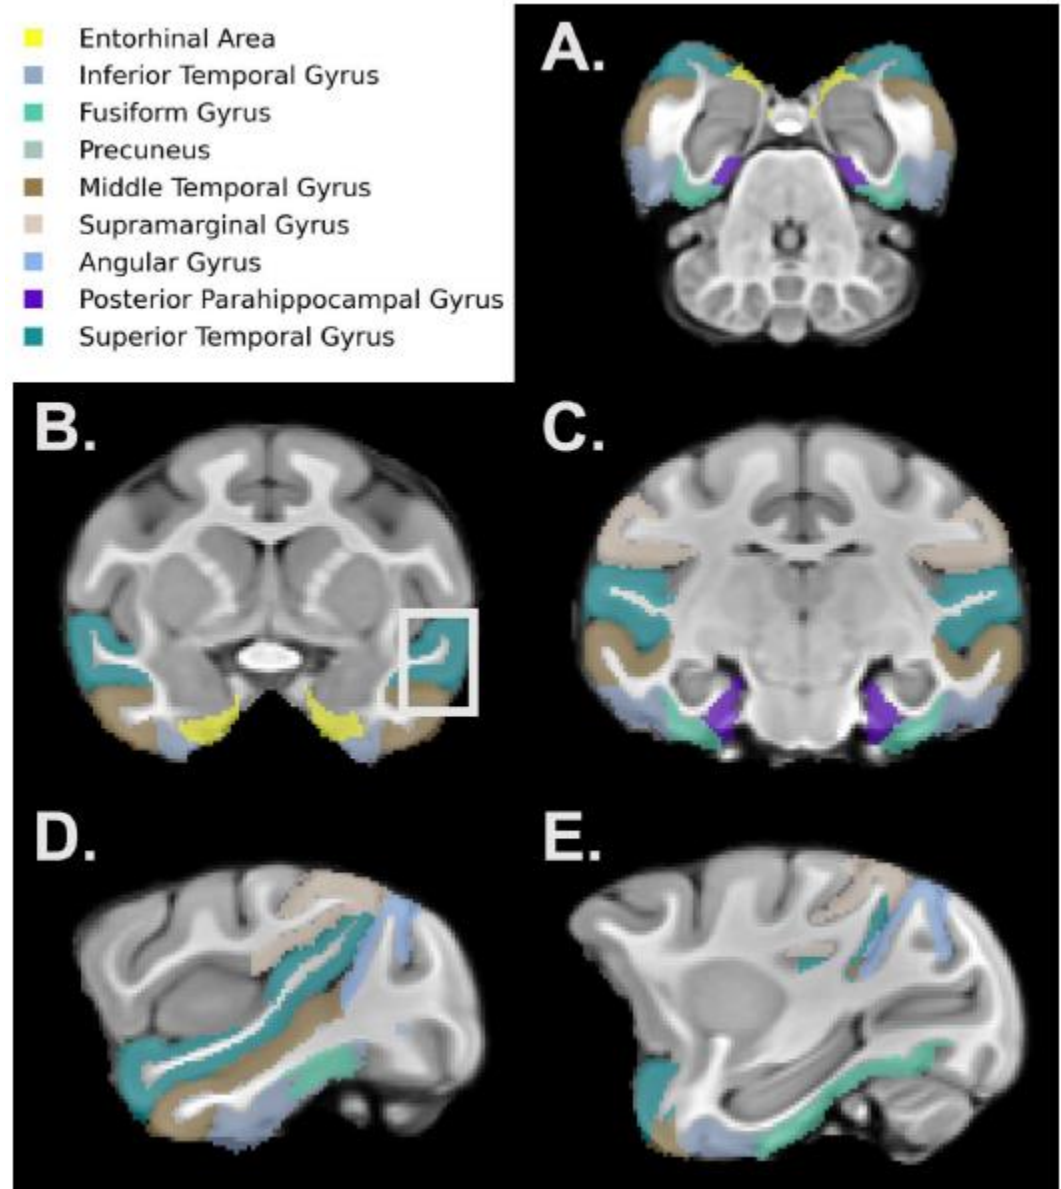 Entorhinal Area
Inferior Temporal Gyrus
Fusiform Gyrus
Precuneus
Middle Temporal Gyrus
Supramarginal Gyrus
Angular Gyrus
Posterior Parahippocampal Gyrus
Superior Temporal Gyrus
A.
B.
C.
D.
E.